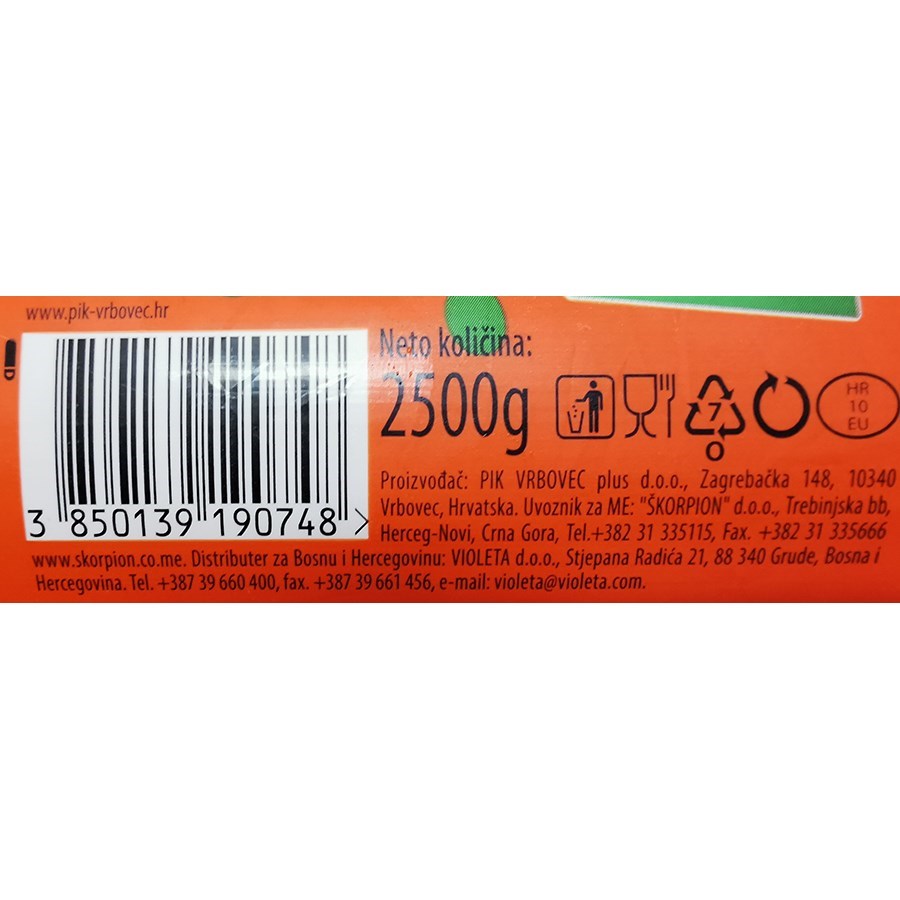 www.pik-vrbovec.hr
Neto količina:
2500g
7
O
HR
10
EU
3 850139 190748 >
Proizvođač: PIK VRBOVEC plus d.o.o., Zagrebačka 148, 10340
Vrbovec, Hrvatska. Uvoznik za ME: "ŠKORPION" d.o.o., Trebinjska bb,
Herceg-Novi, Crna Gora, Tel.+382 31 335115, Fax. +382 31 335666
www.skorpion.co.me. Distributer za Bosnu i Hercegovinu: VIOLETA d.o.o., Stjepana Radića 21, 88 340 Grude, Bosna i
Hercegovina. Tel. +387 39 660 400, fax. +387 39 661 456, e-mail: violeta@violeta.com.